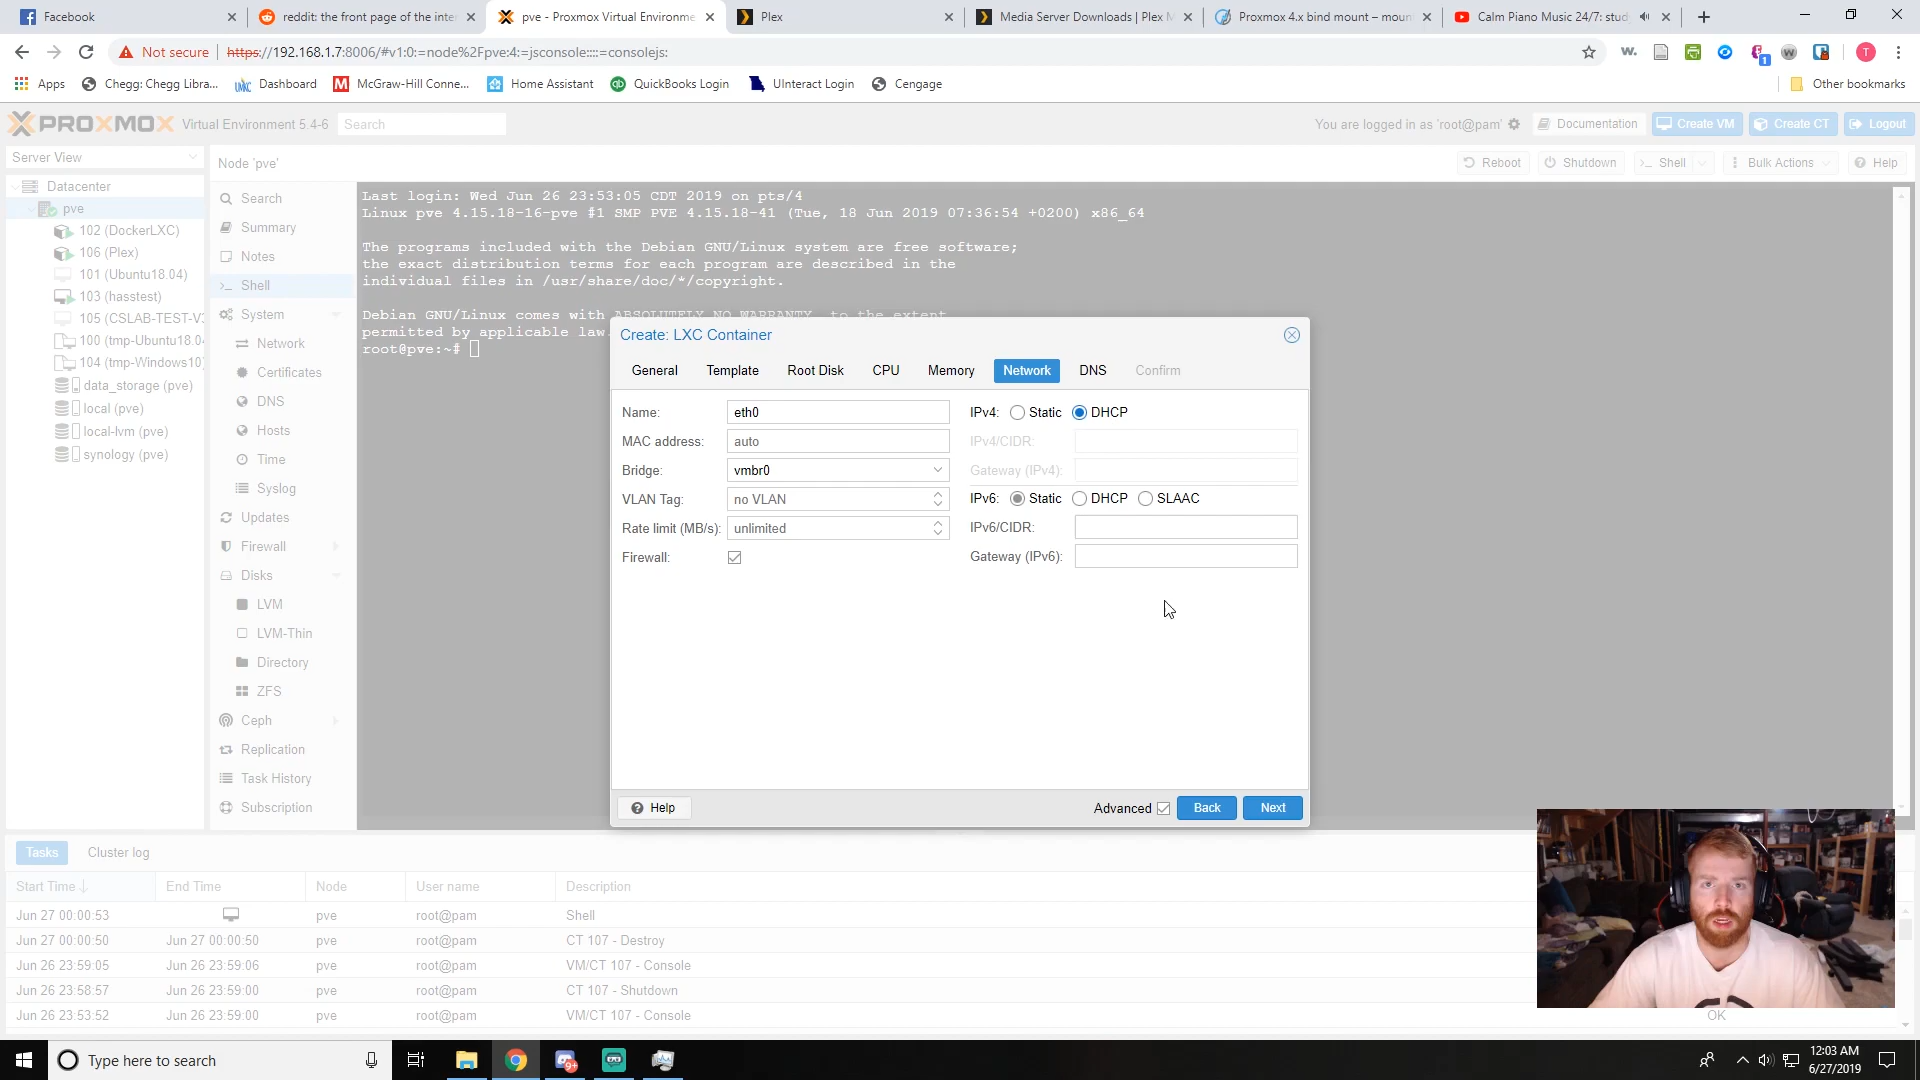 Facebook
reddit: the front page of the inte
pve - Proxmox Virtual Environme
Plex
Media Server Downloads | Plex M
Proxmox 4.x bind mount – moun
Calm Piano Music 24/7: stud
Not secure
https://192.168.1.7:8006/#v1:0:=node%2Fpve:4:=jsconsole::::=consolejs:
Apps
Chegg: Chegg Libra...
Dashboard
McGraw-Hill Conne...
Home Assistant
QuickBooks Login
UInteract Login
Cengage
Other bookmarks
PROXMOX
Virtual Environment 5.4-6
Search
You are logged in as 'root@pam'
Documentation
Create VM
Create CT
Logout
Server View
Node 'pve'
Reboot
Shutdown
Shell
Bulk Actions
Help
Datacenter
pve
102 (DockerLXC)
106 (Plex)
101 (Ubuntu18.04)
103 (hasstest)
105 (CSLAB-TEST-V
100 (tmp-Ubuntu18.0
104 (tmp-Windows10
data_storage (pve)
local (pve)
local-lvm (pve)
synology (pve)
Search
Summary
Notes
Shell
System
Network
Certificates
DNS
Hosts
Time
Syslog
Updates
Firewall
Disks
LVM
LVM-Thin
Directory
ZFS
Ceph
Replication
Task History
Subscription
Last login: Wed Jun 26 23:53:05 CDT 2019 on pts/4
Linux pve 4.15.18-16-pve #1 SMP PVE 4.15.18-41 (Tue, 18 Jun 2019 07:36:54 +0200) x86_64
The programs included with the Debian GNU/Linux system are free software;
the exact distribution terms for each program are described in the
individual files in /usr/share/doc/*/copyright.
Debian GNU/Linux comes with ABSOLUTELY NO WARRANTY, to the extent
permitted by applicable law.
root@pve:~#
Create: LXC Container
General
Template
Root Disk
CPU
Memory
Network
DNS
Confirm
Name:
eth0
MAC address:
auto
Bridge:
vmbr0
VLAN Tag:
no VLAN
Rate limit (MB/s):
unlimited
Firewall:
IPv4:
Static
DHCP
IPv4/CIDR:
Gateway (IPv4):
IPv6:
Static
DHCP
SLAAC
IPv6/CIDR:
Gateway (IPv6):
Help
Advanced
Back
Next
Tasks
Cluster log
Start Time
End Time
Node
User name
Description
Jun 27 00:00:53
pve
root@pam
Shell
Jun 27 00:00:50
Jun 27 00:00:50
pve
root@pam
CT 107 - Destroy
Jun 26 23:59:05
Jun 26 23:59:06
pve
root@pam
VM/CT 107 - Console
Jun 26 23:58:57
Jun 26 23:59:00
pve
root@pam
CT 107 - Shutdown
Jun 26 23:53:52
Jun 26 23:59:00
pve
root@pam
VM/CT 107 - Console
OK
Type here to search
9+
12:03 AM
6/27/2019